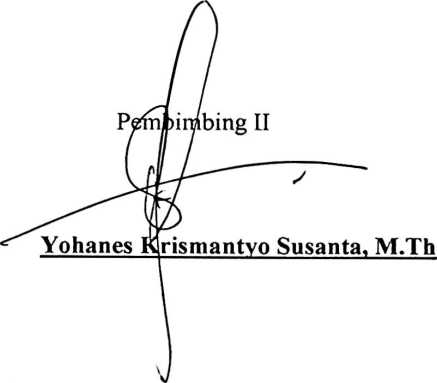 Pembimbing II
Yohanes Krismantyo Susanta, M.Th